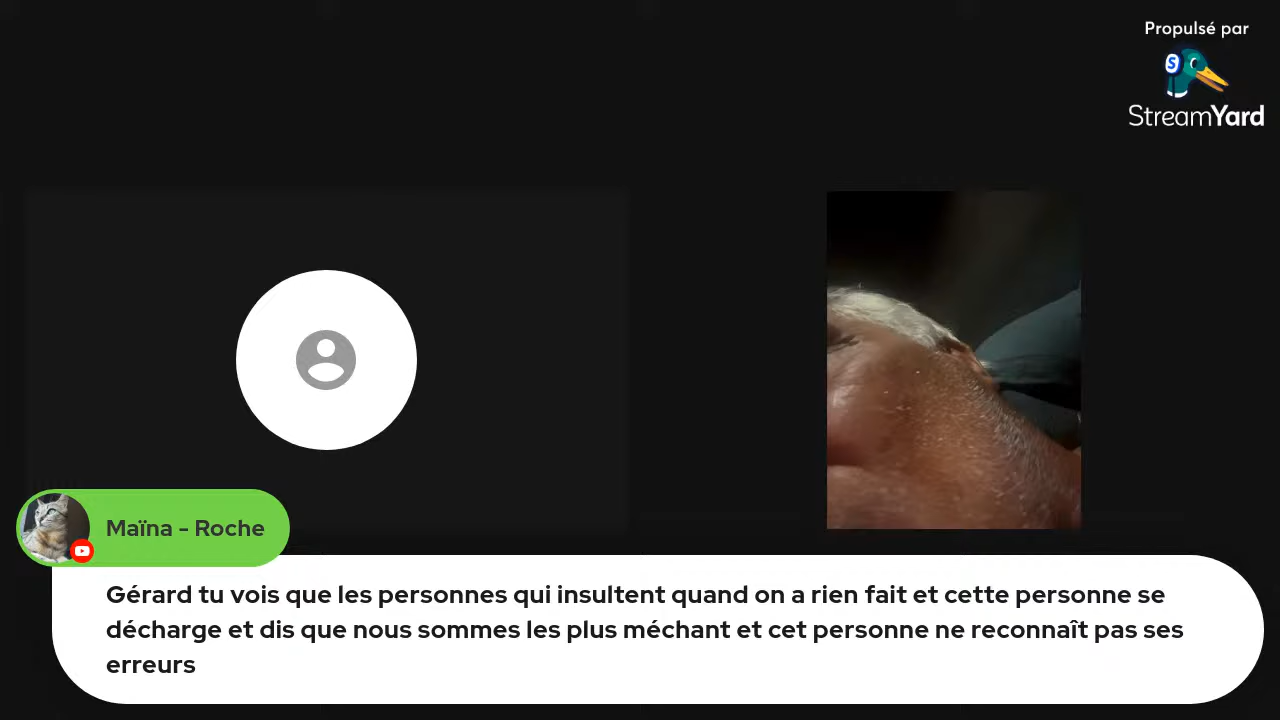 Propulsé par
S
StreamYard
Maïna - Roche
Gérard tu vois que les personnes qui insultent quand on a rien fait et cette personne se
décharge et dis que nous sommes les plus méchant et cet personne ne reconnaît pas ses
erreurs